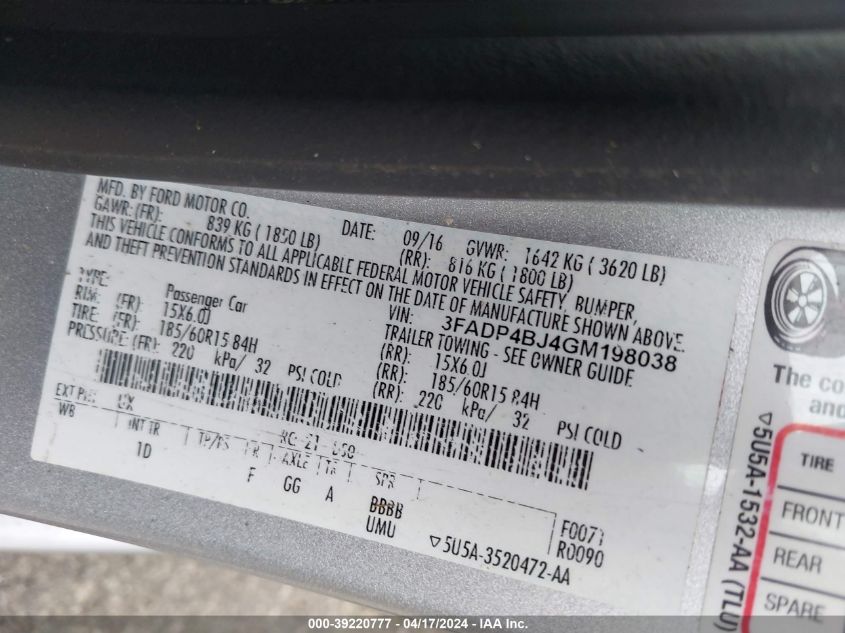 MFD. BY FORD MOTOR CO.
DATE: 09/16 GVWR: 1642 KG ( 3620 LB)
GAWR: (FR): 839 KG ( 1850 LB) (RR): 816 KG ( 1800 LB)
THIS VEHICLE CONFORMS TO ALL APPLICABLE FEDERAL MOTOR VEHICLE SAFETY, BUMPER,
AND THEFT PREVENTION STANDARDS IN EFFECT ON THE DATE OF MANUFACTURE SHOWN ABOVE.
VIN: 3FADP4BJ4GM198038
TYPE: Passenger Car TRAILER TOWING - SEE OWNER GUIDE
RIM: (FR): 15X6.0J (RR): 15X6.0J
TIRE: (FR): 185/60R15 84H (RR): 185/60R15 84H
PRESSURE: (FR): 220 kPa/ 32 PSI COLD (RR): 220 kPa/ 32 PSI COLD
EXT PNT: UX
WB INT TR TP/PS R AXLE TR SPR
1D F GG A BBBB
UMU
F0071
R0090
▽5U5A-3520472-AA
The co
and
▽5U5A-1532-AA (TLU)
TIRE
FRONT
REAR
SPARE
000-39220777 - 04/17/2024 - IAA Inc.